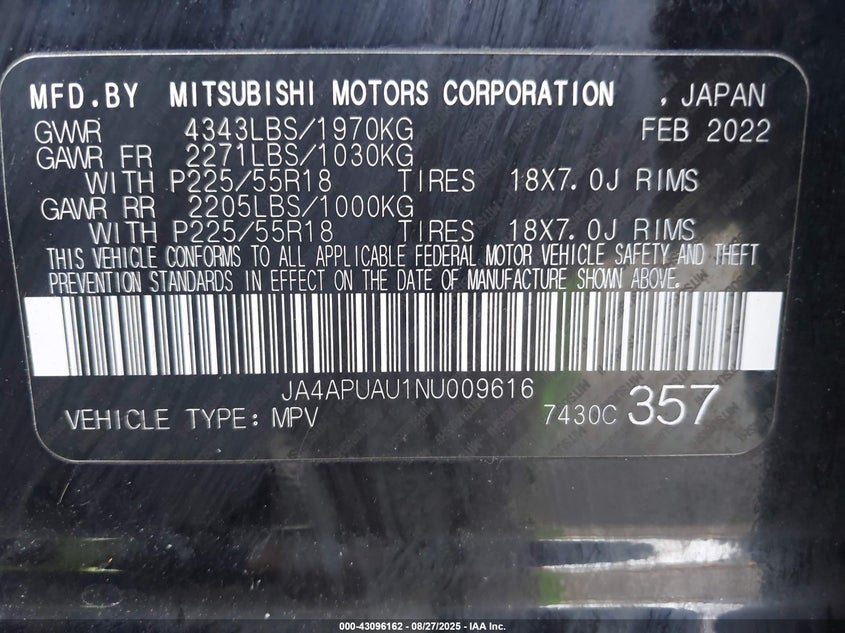 MFD.BY MITSUBISHI MOTORS CORPORATION , JAPAN
GVWR 4343LBS/1970KG FEB 2022
GAWR FR 2271LBS/1030KG
WITH P225/55R18 TIRES 18X7.0J RIMS
GAWR RR 2205LBS/1000KG
WITH P225/55R18 TIRES 18X7.0J RIMS
THIS VEHICLE CONFORMS TO ALL APPLICABLE FEDERAL MOTOR VEHICLE SAFETY AND THEFT
PREVENTION STANDARDS IN EFFECT ON THE DATE OF MANUFACTURE SHOWN ABOVE.
JA4APUAU1NU009616
VEHICLE TYPE: MPV 7430C 357
000-43096162 - 08/27/2025 - IAA Inc.